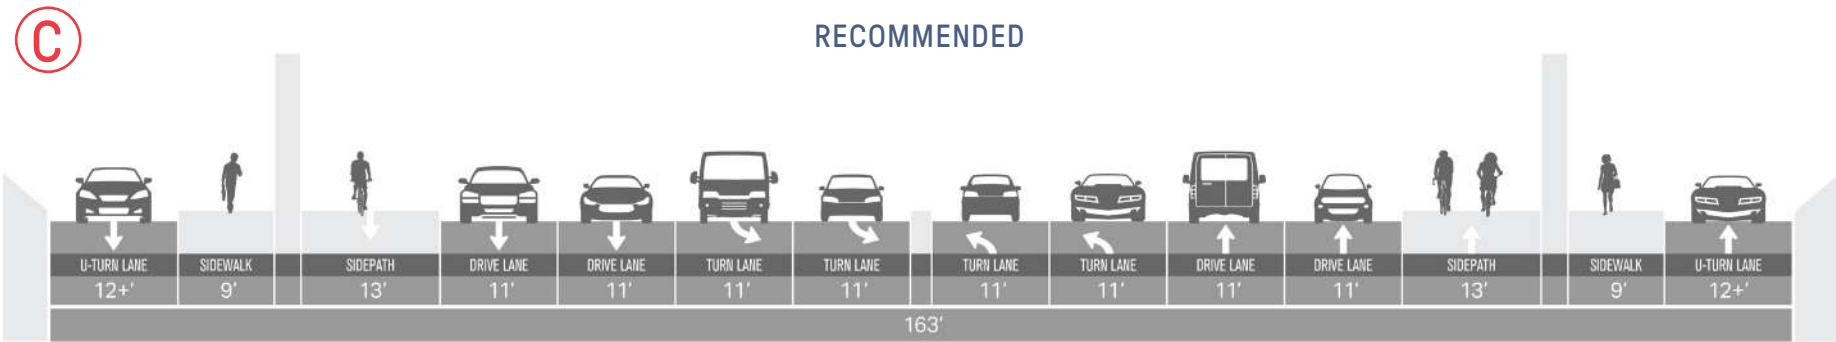 C
RECOMMENDED
U-TURN LANE SIDEWALK SIDEPATH DRIVE LANE DRIVE LANE TURN LANE TURN LANE TURN LANE TURN LANE DRIVE LANE DRIVE LANE SIDEPATH SIDEWALK U-TURN LANE
12+' 9' 13' 11' 11' 11' 11' 11' 11' 11' 11' 13' 9' 12+'
163'